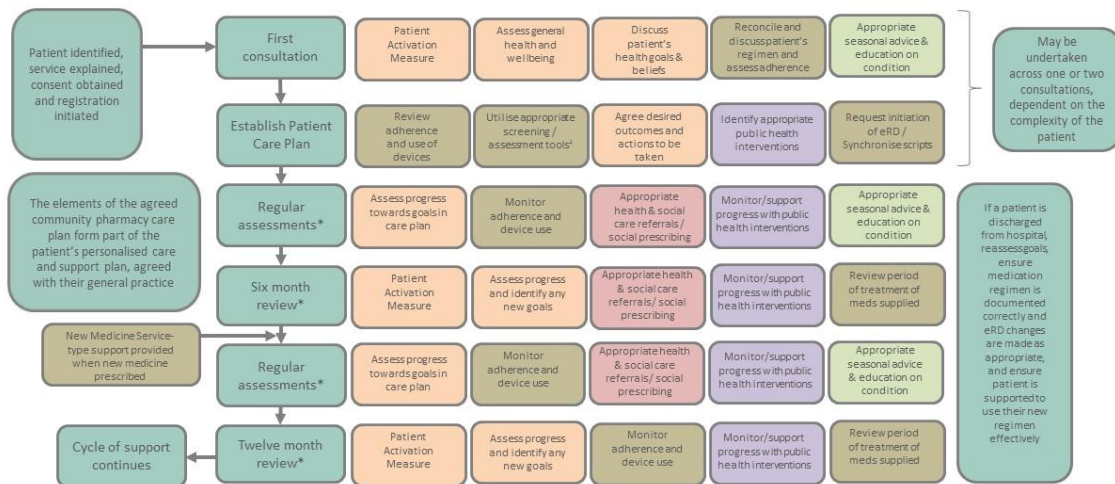 Patient identified,
service explained,
consent obtained
and registration
initiated
First
consultation
Patient
Activation
Measure
Assess general
health and
wellbeing
Discuss
patient's
health goals &
beliefs
Reconcile and
discusspatient's
regimen and
assess adherence
Appropriate
seasonal advice &
education on
condition
May be
undertaken
across one or two
consultations,
dependent on the
complexity of the
patient
Establish Patient
Care Plan
Review
adherence
and use of
devices
Utilise appropriate
screening /
assessment tools¹
Agree desired
outcomes and
actions to be
taken
Identify appropriate
public health
interventions
Request initiation
of eRD /
Synchronise scripts
The elements of the
agreed community
pharmacy care
plan form part of
the patient's
personalised care
and support plan, agreed
with their general practice
Regular
assessments*
Assess progress
towards goals in
care plan
Monitor
adherence and
device use
Appropriate
health & social
care referrals/
social prescribing
Monitor/support
progress with public
health interventions
Appropriate
seasonal advice &
education on
condition
If a patient is
discharged
from hospital,
reassess goals,
ensure
medication
regimen is
documented
correctly and
eRD changes
are made as
appropriate,
and ensure
patient is
supported to
use their new
regimen
effectively
Six month
review*
Patient
Activation
Measure
Assess progress
and identify any
new goals
Appropriate health
& social care
referrals/ social
prescribing
Monitor/support
progress with public
health interventions
Review period
of treatment of
meds supplied
New Medicine Service-
type support provided
when new medicine
prescribed
Regular
assessments*
Assess progress
towards goals in
care plan
Monitor
adherence and
device use
Appropriate health
& social care
referrals/ social
prescribing
Monitor/support
progress with public
health interventions
Appropriate
seasonal advice
& education on
condition
Cycle of support
continues
Twelve month
review*
Patient
Activation
Measure
Assess progress
and identify any
new goals
Monitor
adherence and
device use
Monitor/support
progress with public
health interventions
Review period
of treatment of
meds supplied